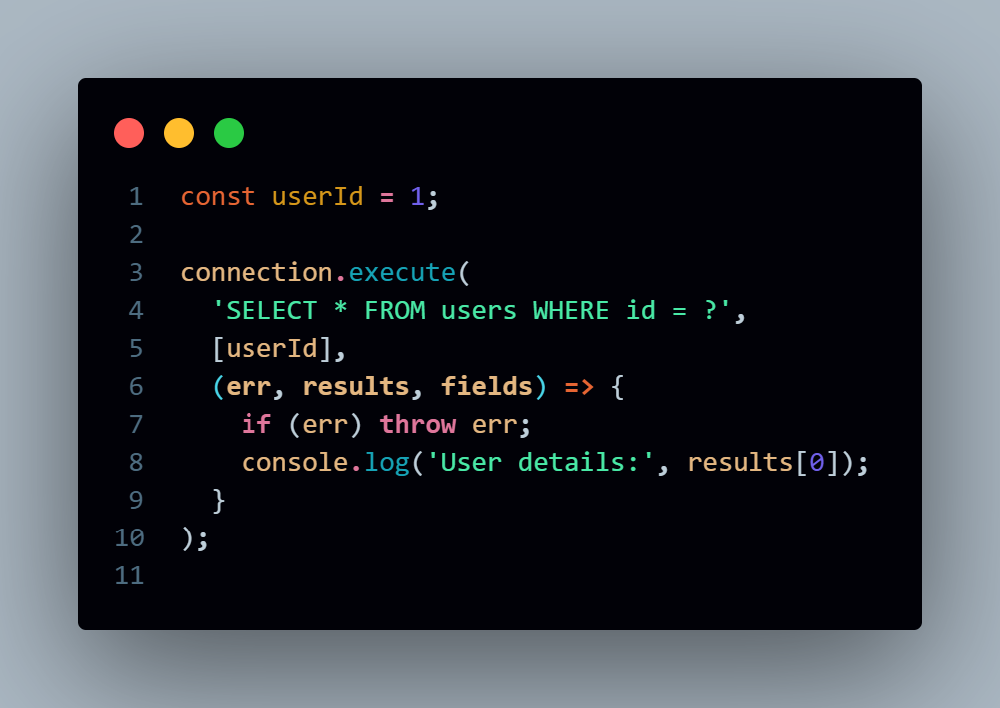 1 const userId = 1;
2
3 connection.execute(
4   'SELECT * FROM users WHERE id = ?',
5   [userId],
6   (err, results, fields) => {
7     if (err) throw err;
8     console.log('User details:', results[0]);
9   }
10 );
11